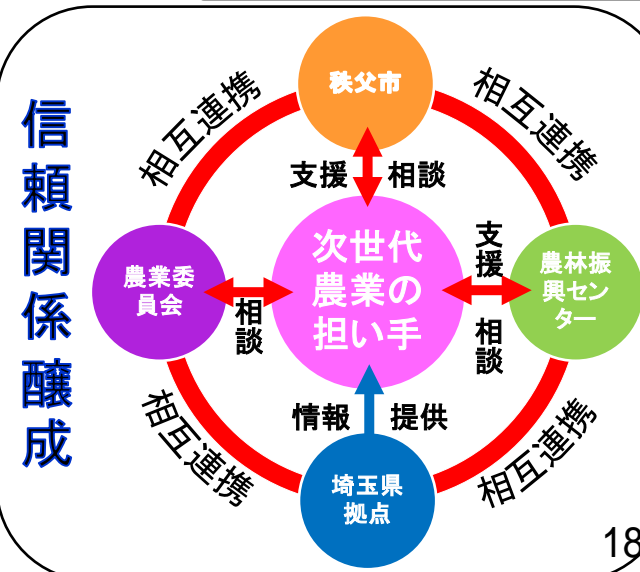 信頼関係醸成
秩父市
相互連携
相互連携
支援
相談
次世代
農業の
担い手
農業委
員会
相談
支援
相談
農林振
興セン
ター
情報
提供
埼玉県
拠点
相互連携
相互連携
18